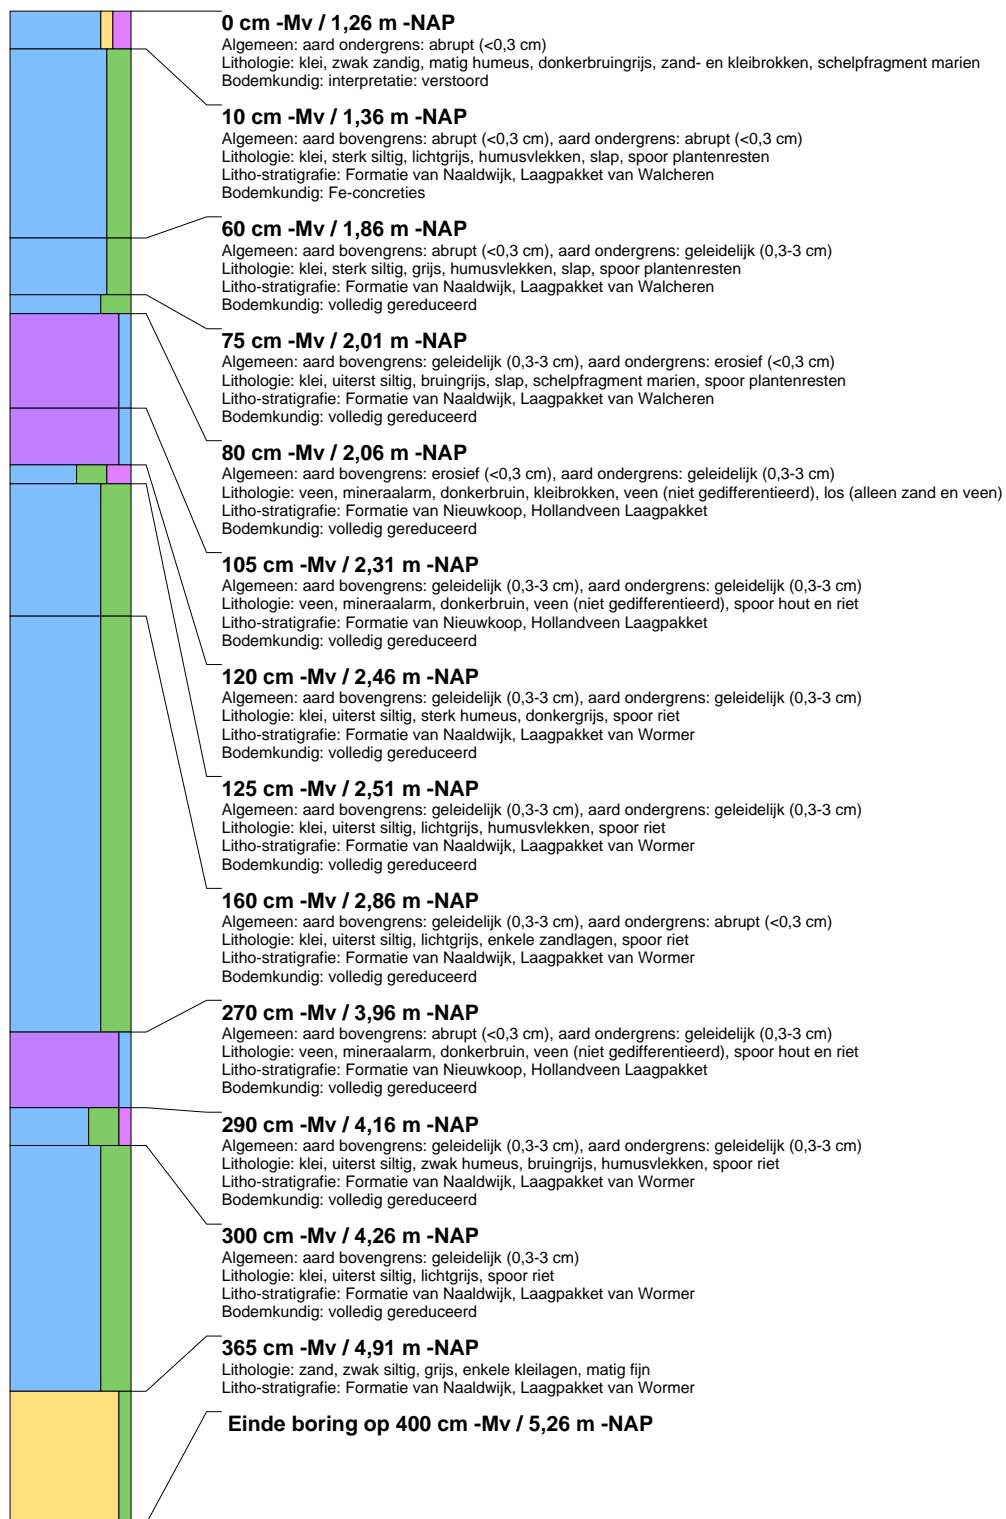 0 cm -Mv / 1,26 m -NAP
Algemeen: aard ondergrens: abrupt (<0,3 cm)
Lithologie: klei, zwak zandig, matig humeus, donkerbruingrijs, zand- en kleibrokken, schelpfragment marien
Bodemkundig: interpretatie: verstoord
10 cm -Mv / 1,36 m -NAP
Algemeen: aard bovengrens: abrupt (<0,3 cm), aard ondergrens: abrupt (<0,3 cm)
Lithologie: klei, sterk siltig, lichtgrijs, humusvlekken, slap, spoor plantenresten
Litho-stratigrafie: Formatie van Naaldwijk, Laagpakket van Walcheren
Bodemkundig: Fe-concreties
60 cm -Mv / 1,86 m -NAP
Algemeen: aard bovengrens: abrupt (<0,3 cm), aard ondergrens: geleidelijk (0,3-3 cm)
Lithologie: klei, sterk siltig, grijs, humusvlekken, slap, spoor plantenresten
Litho-stratigrafie: Formatie van Naaldwijk, Laagpakket van Walcheren
Bodemkundig: volledig gereduceerd
75 cm -Mv / 2,01 m -NAP
Algemeen: aard bovengrens: geleidelijk (0,3-3 cm), aard ondergrens: erosief (<0,3 cm)
Lithologie: klei, uiterst siltig, bruingrijs, slap, schelpfragment marien, spoor plantenresten
Litho-stratigrafie: Formatie van Naaldwijk, Laagpakket van Walcheren
Bodemkundig: volledig gereduceerd
80 cm -Mv / 2,06 m -NAP
Algemeen: aard bovengrens: erosief (<0,3 cm), aard ondergrens: geleidelijk (0,3-3 cm)
Lithologie: veen, mineraalarm, donkerbruin, kleibrokken, veen (niet gedifferentieerd), los (alleen zand en veen)
Litho-stratigrafie: Formatie van Nieuwkoop, Hollandveen Laagpakket
Bodemkundig: volledig gereduceerd
105 cm -Mv / 2,31 m -NAP
Algemeen: aard bovengrens: geleidelijk (0,3-3 cm), aard ondergrens: geleidelijk (0,3-3 cm)
Lithologie: veen, mineraalarm, donkerbruin, veen (niet gedifferentieerd), spoor hout en riet
Litho-stratigrafie: Formatie van Nieuwkoop, Hollandveen Laagpakket
Bodemkundig: volledig gereduceerd
120 cm -Mv / 2,46 m -NAP
Algemeen: aard bovengrens: geleidelijk (0,3-3 cm), aard ondergrens: geleidelijk (0,3-3 cm)
Lithologie: klei, uiterst siltig, sterk humeus, donkergrijs, spoor riet
Litho-stratigrafie: Formatie van Naaldwijk, Laagpakket van Wormer
Bodemkundig: volledig gereduceerd
125 cm -Mv / 2,51 m -NAP
Algemeen: aard bovengrens: geleidelijk (0,3-3 cm), aard ondergrens: geleidelijk (0,3-3 cm)
Lithologie: klei, uiterst siltig, lichtgrijs, humusvlekken, spoor riet
Litho-stratigrafie: Formatie van Naaldwijk, Laagpakket van Wormer
Bodemkundig: volledig gereduceerd
160 cm -Mv / 2,86 m -NAP
Algemeen: aard bovengrens: geleidelijk (0,3-3 cm), aard ondergrens: abrupt (<0,3 cm)
Lithologie: klei, uiterst siltig, lichtgrijs, enkele zandlagen, spoor riet
Litho-stratigrafie: Formatie van Naaldwijk, Laagpakket van Wormer
Bodemkundig: volledig gereduceerd
270 cm -Mv / 3,96 m -NAP
Algemeen: aard bovengrens: abrupt (<0,3 cm), aard ondergrens: geleidelijk (0,3-3 cm)
Lithologie: veen, mineraalarm, donkerbruin, veen (niet gedifferentieerd), spoor hout en riet
Litho-stratigrafie: Formatie van Nieuwkoop, Hollandveen Laagpakket
Bodemkundig: volledig gereduceerd
290 cm -Mv / 4,16 m -NAP
Algemeen: aard bovengrens: geleidelijk (0,3-3 cm), aard ondergrens: geleidelijk (0,3-3 cm)
Lithologie: klei, uiterst siltig, zwak humeus, bruingrijs, humusvlekken, spoor riet
Litho-stratigrafie: Formatie van Naaldwijk, Laagpakket van Wormer
Bodemkundig: volledig gereduceerd
300 cm -Mv / 4,26 m -NAP
Algemeen: aard bovengrens: geleidelijk (0,3-3 cm)
Lithologie: klei, uiterst siltig, lichtgrijs, spoor riet
Litho-stratigrafie: Formatie van Naaldwijk, Laagpakket van Wormer
Bodemkundig: volledig gereduceerd
365 cm -Mv / 4,91 m -NAP
Lithologie: zand, zwak siltig, grijs, enkele kleilagen, matig fijn
Litho-stratigrafie: Formatie van Naaldwijk, Laagpakket van Wormer
Einde boring op 400 cm -Mv / 5,26 m -NAP